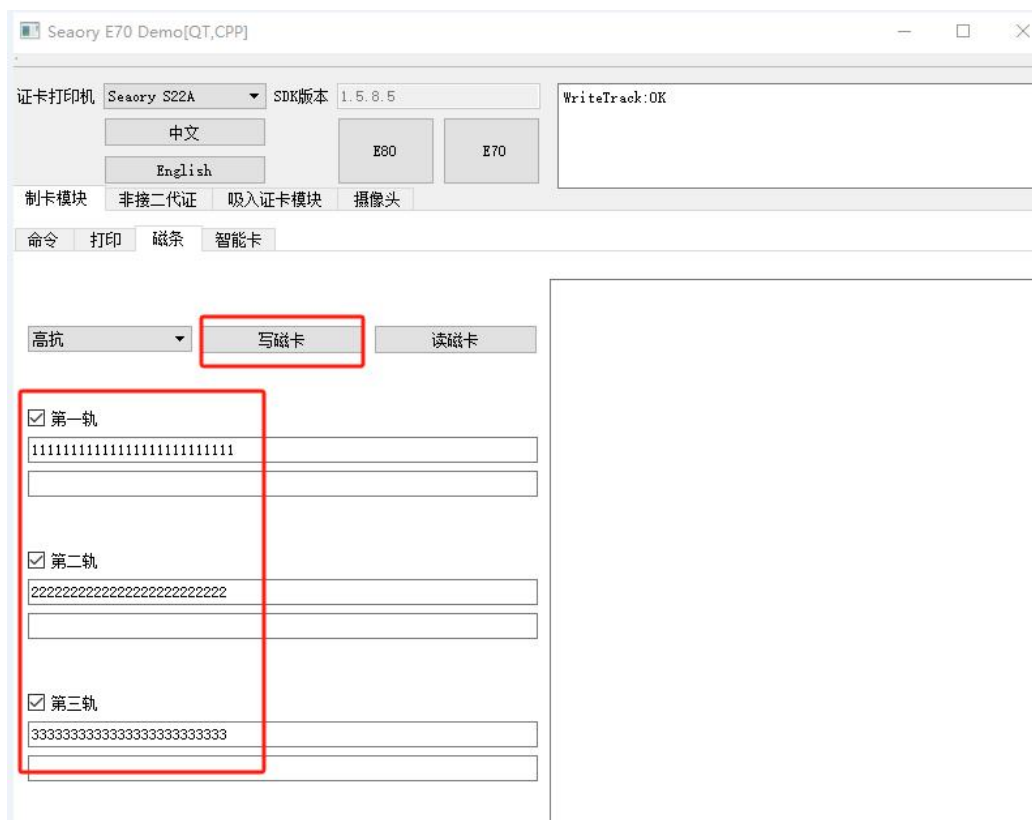 Seaory E70 Demo[QT,CPP]
证卡打印机 Seaory S22A SDK版本 1.5.8.5
WriteTrack:OK
中文
English
E80 E70
制卡模块 非接二代证 吸入证卡模块 摄像头
命令 打印 磁条 智能卡
高抗 写磁卡 读磁卡
第一轨
11111111111111111111111111
第二轨
2222222222222222222222222
第三轨
3333333333333333333333333